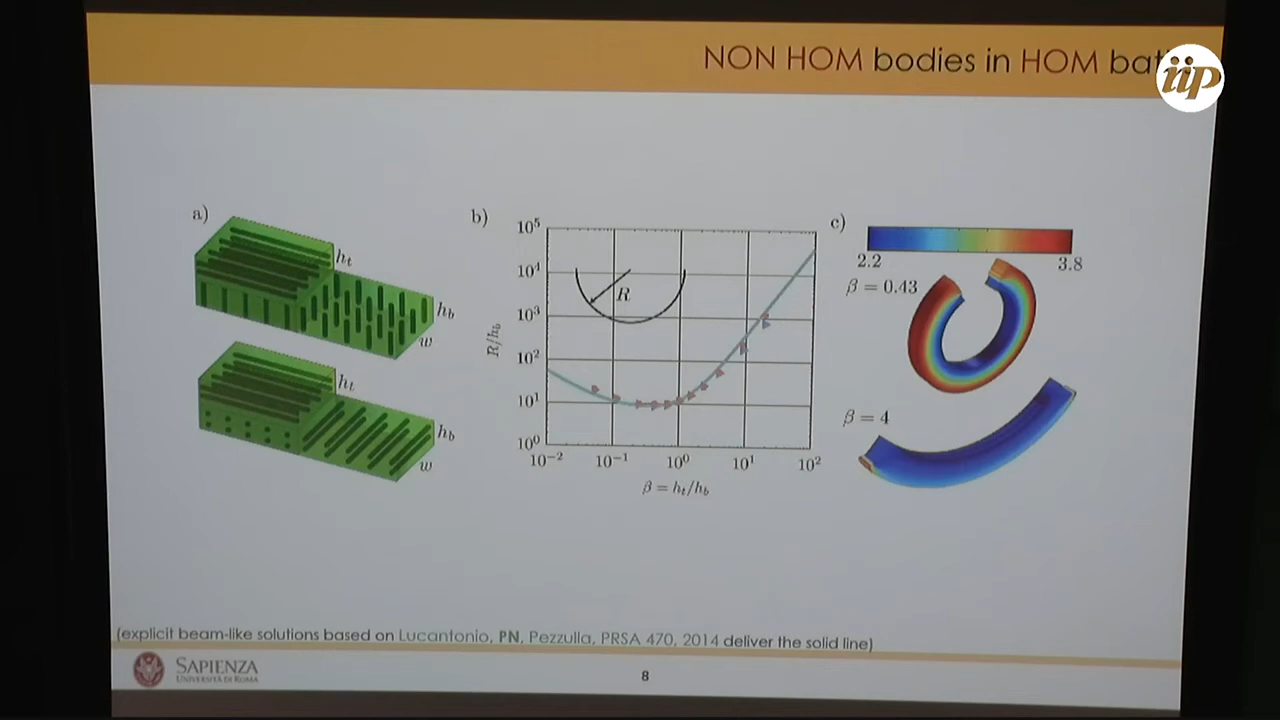 NON HOM bodies in HOM bat
iip
a)
h_t
h_b
w
h_t
h_b
w
b)
10^5
10^4
10^3
10^2
10^1
10^0
R/h_b
R
10^-2 10^-1 10^0 10^1 10^2
β = h_t/h_b
c)
2.2 3.8
β = 0.43
β = 4
(explicit beam-like solutions based on Lucantonio, PN, Pezzulla, PRSA 470, 2014 deliver the solid line)
SAPIENZA
UNIVERSITÀ DI ROMA
8